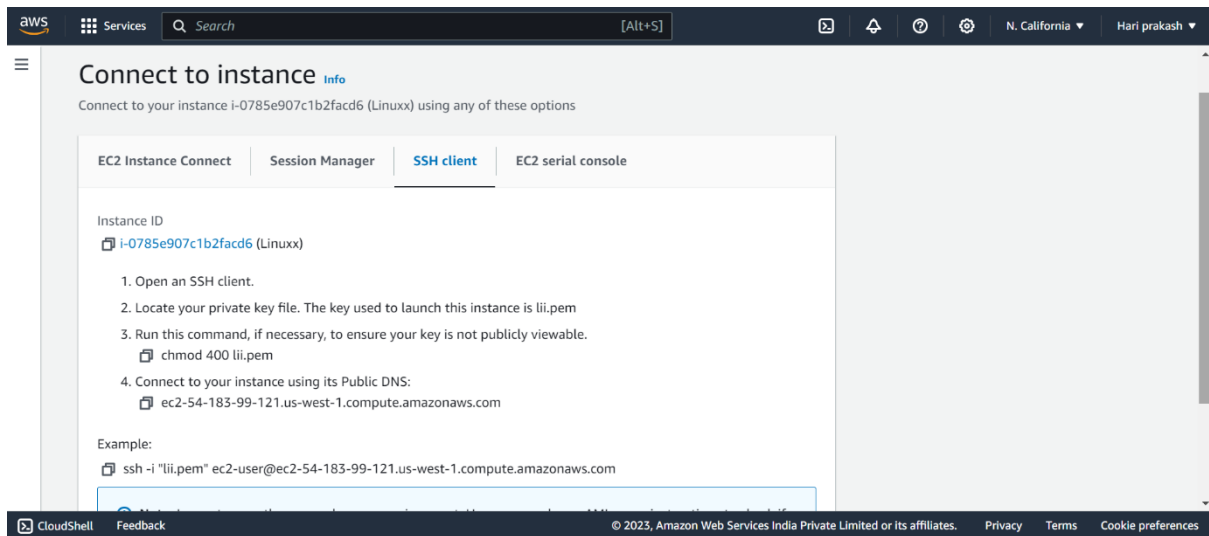 aws
Services
Search [Alt+S]
N. California ▼
Hari prakash ▼
Connect to instance Info
Connect to your instance i-0785e907c1b2facd6 (Linuxx) using any of these options
EC2 Instance Connect
Session Manager
SSH client
EC2 serial console
Instance ID
i-0785e907c1b2facd6 (Linuxx)
1. Open an SSH client.
2. Locate your private key file. The key used to launch this instance is lii.pem
3. Run this command, if necessary, to ensure your key is not publicly viewable.
chmod 400 lii.pem
4. Connect to your instance using its Public DNS:
ec2-54-183-99-121.us-west-1.compute.amazonaws.com
Example:
ssh -i "lii.pem" ec2-user@ec2-54-183-99-121.us-west-1.compute.amazonaws.com
CloudShell
Feedback
© 2023, Amazon Web Services India Private Limited or its affiliates.
Privacy
Terms
Cookie preferences